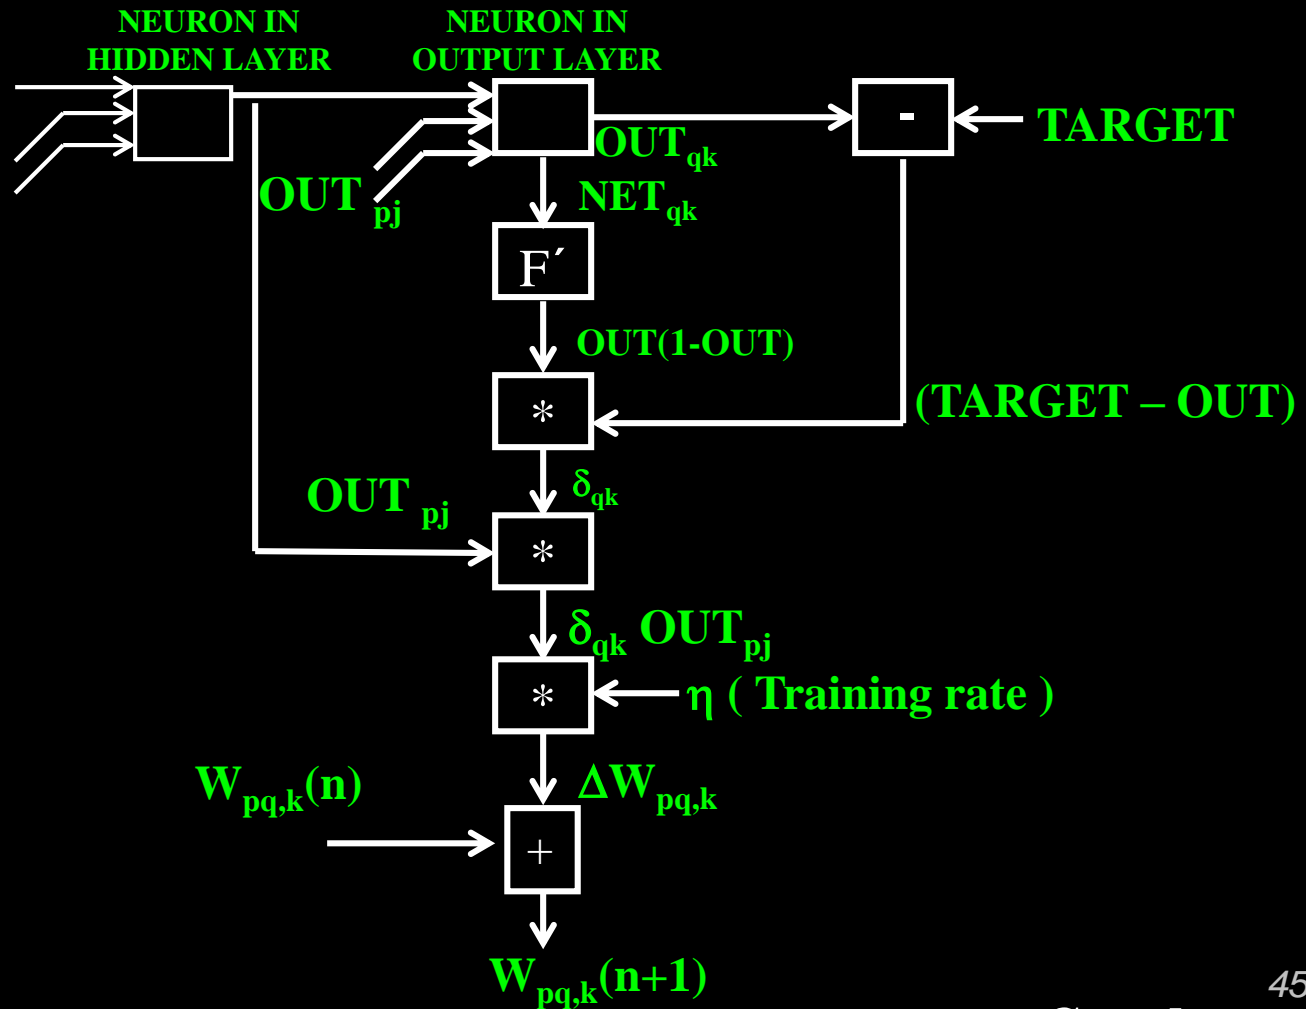 NEURON IN
HIDDEN LAYER
NEURON IN
OUTPUT LAYER
-
TARGET
OUTqk
OUT pj
NETqk
F´
OUT(1-OUT)
*
(TARGET – OUT)
δqk
OUT pj
*
δqk OUTpj
*
η ( Training rate )
Wpq,k(n)
ΔWpq,k
+
Wpq,k(n+1)
45